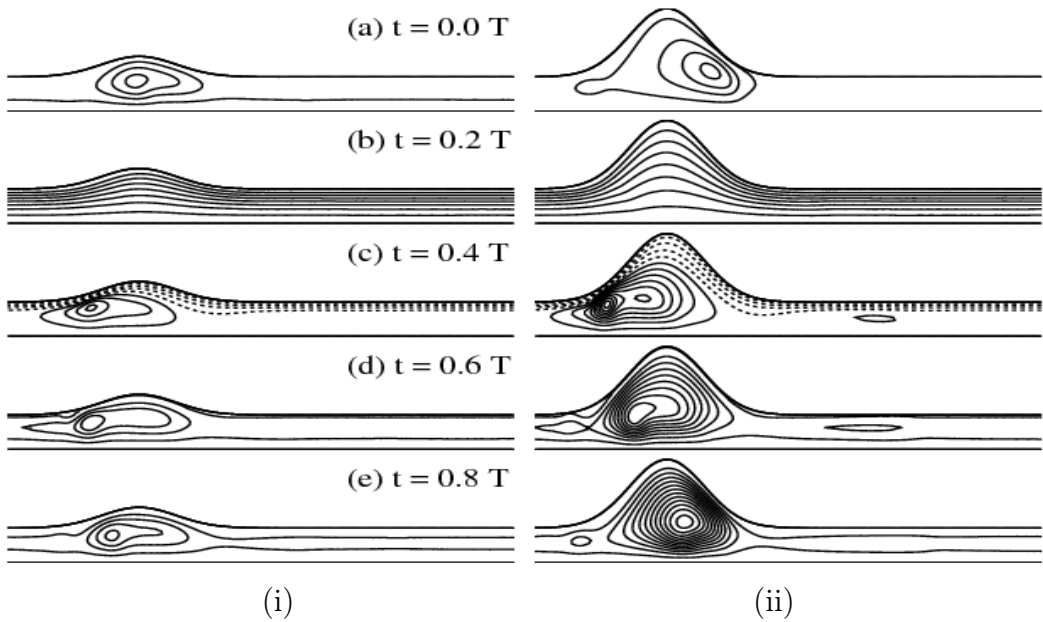 (a) t = 0.0 T
(b) t = 0.2 T
(c) t = 0.4 T
(d) t = 0.6 T
(e) t = 0.8 T
(i)
(ii)